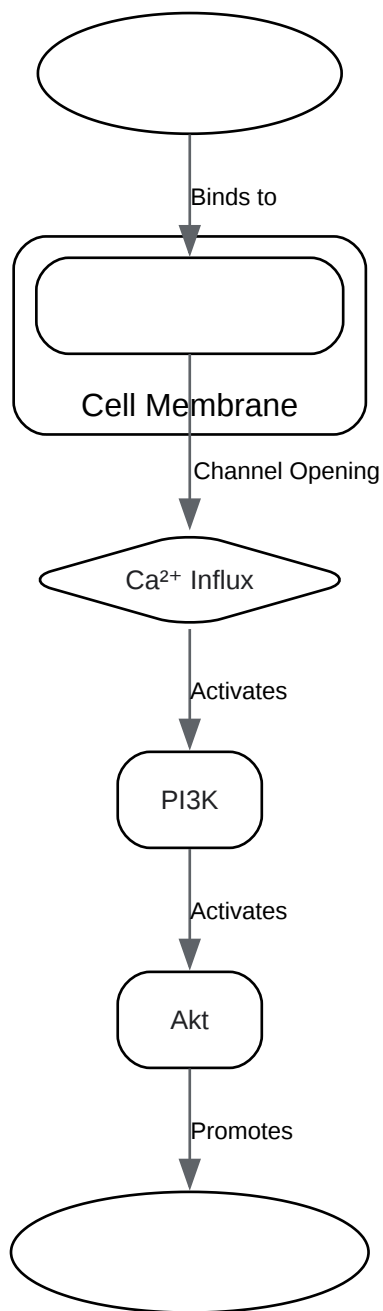 Binds to
Cell Membrane
Channel Opening
Ca²⁺ Influx
Activates
PI3K
Activates
Akt
Promotes